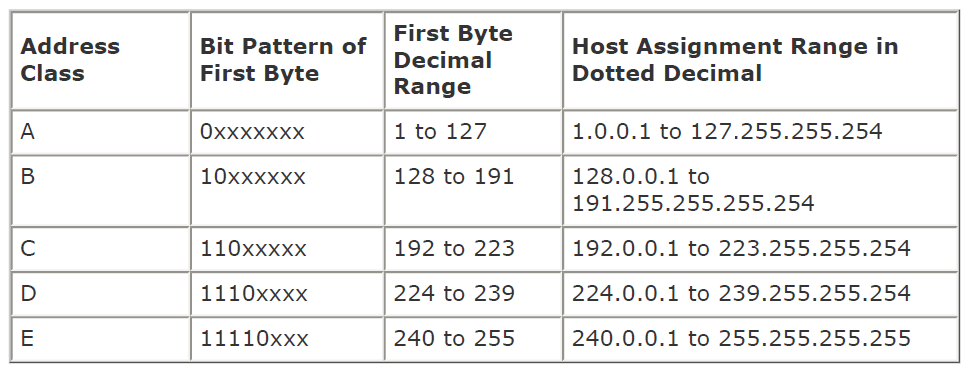 Address Class
Bit Pattern of First Byte
First Byte Decimal Range
Host Assignment Range in Dotted Decimal
A
0xxxxxxx
1 to 127
1.0.0.1 to 127.255.255.254
B
10xxxxxx
128 to 191
128.0.0.1 to
191.255.255.255.254
C
110xxxxx
192 to 223
192.0.0.1 to 223.255.255.254
D
1110xxxx
224 to 239
224.0.0.1 to 239.255.255.254
E
11110xxx
240 to 255
240.0.0.1 to 255.255.255.255